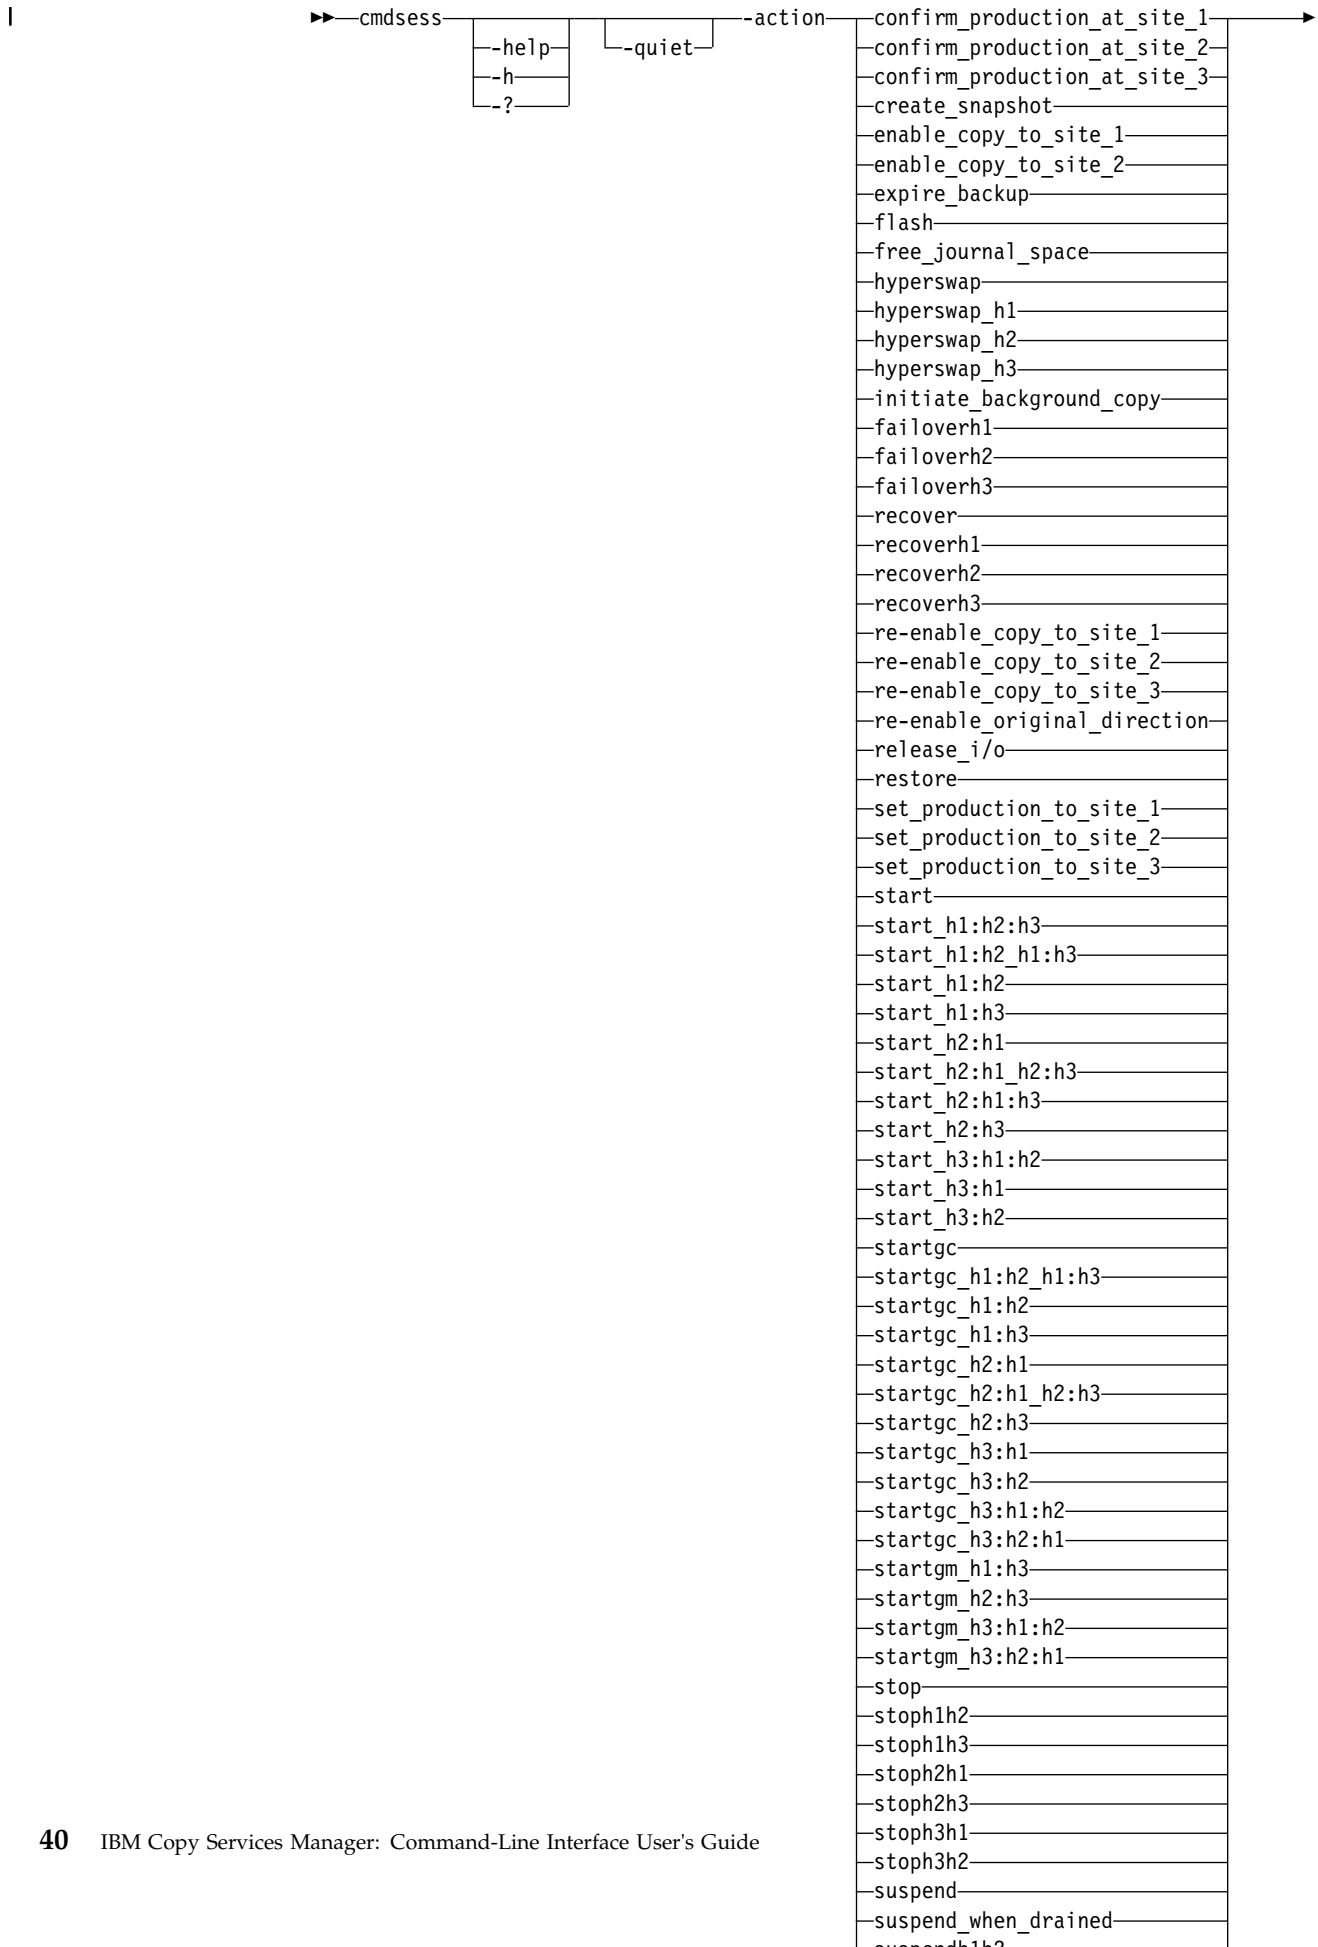 cmdsess -action confirm_production_at_site_1
-help -quiet confirm_production_at_site_2
-h confirm_production_at_site_3
-? create_snapshot
enable_copy_to_site_1
enable_copy_to_site_2
expire_backup
flash
free_journal_space
hyperswap
hyperswap_h1
hyperswap_h2
hyperswap_h3
initiate_background_copy
failoverh1
failoverh2
failoverh3
recover
recoverh1
recoverh2
recoverh3
re-enable_copy_to_site_1
re-enable_copy_to_site_2
re-enable_copy_to_site_3
re-enable_original_direction
release_i/o
restore
set_production_to_site_1
set_production_to_site_2
set_production_to_site_3
start
start_h1:h2:h3
start_h1:h2_h1:h3
start_h1:h2
start_h1:h3
start_h2:h1
start_h2:h1_h2:h3
start_h2:h1:h3
start_h2:h3
start_h3:h1:h2
start_h3:h1
start_h3:h2
startgc
startgc_h1:h2_h1:h3
startgc_h1:h2
startgc_h1:h3
startgc_h2:h1
startgc_h2:h1_h2:h3
startgc_h2:h3
startgc_h3:h1
startgc_h3:h2
startgc_h3:h1:h2
startgc_h3:h2:h1
startgm_h1:h3
startgm_h2:h3
startgm_h3:h1:h2
startgm_h3:h2:h1
stop
stoph1h2
stoph1h3
stoph2h1
stoph2h3
stoph3h1
stoph3h2
suspend
suspend_when_drained
40 IBM Copy Services Manager: Command-Line Interface User's Guide